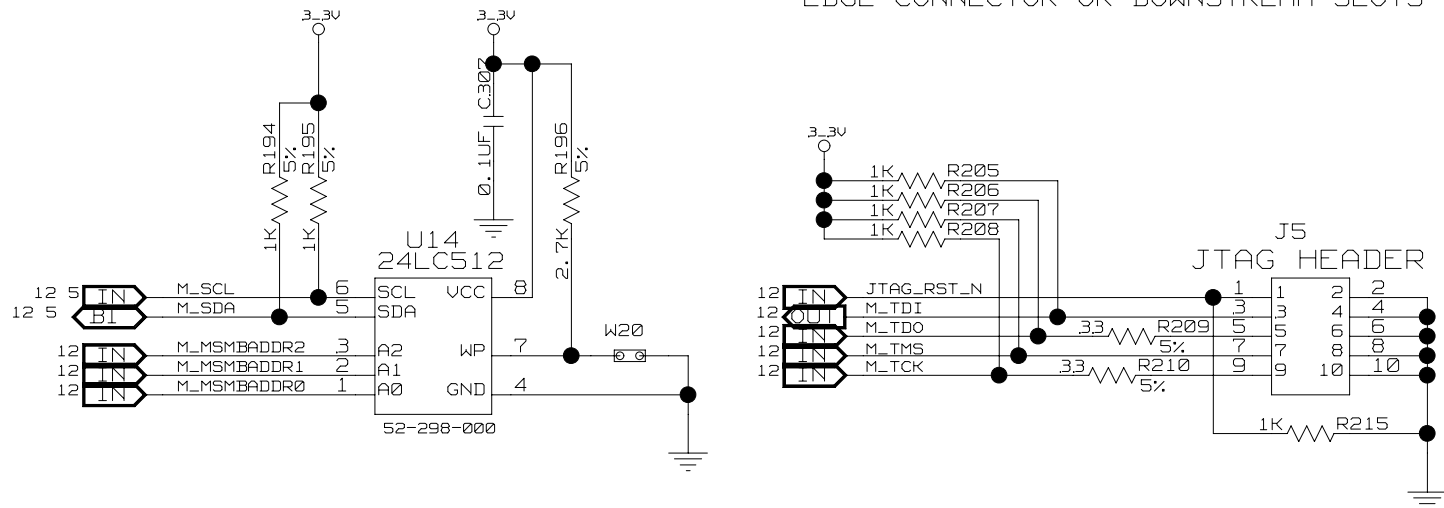 EDGE CONNECTOR OR DOWNSTREAM SLOTS
3_3V
3_3V
R194
5%
1K
R195
5%
1K
C307
0.1UF
R196
5%
2.7K
U14
24LC512
12 5 IN M_SCL 6 SCL VCC 8
12 5 BI M_SDA 5 SDA
12 IN M_MSMBADDR2 3 A2 WP 7
12 IN M_MSMBADDR1 2 A1
12 IN M_MSMBADDR0 1 A0 GND 4
W20
52-298-000
3_3V
1K R205
1K R206
1K R207
1K R208
J5
JTAG HEADER
12 IN JTAG_RST_N 1 1 2 2
12 OUT M_TDI 3 3 4 4
12 IN M_TDO 33 R209 5% 5 5 6 6
12 IN M_TMS 7 7 8 8
12 IN M_TCK 33 R210 5% 9 9 10 10
1K R215